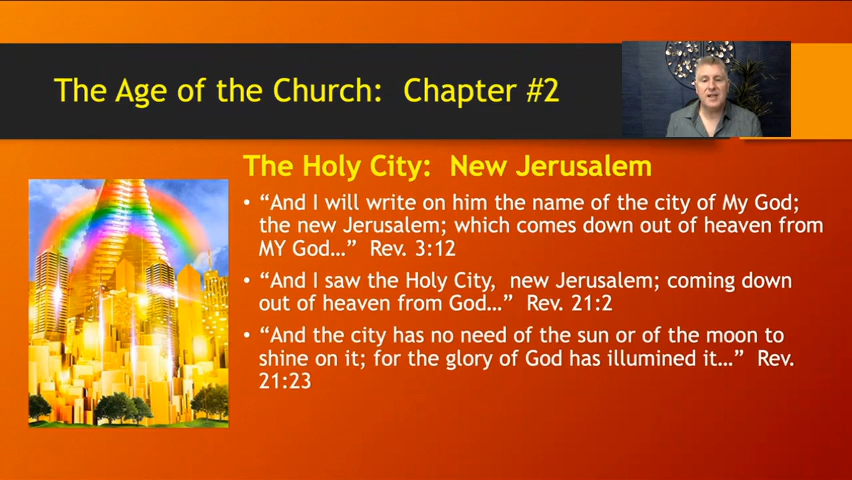 The Age of the Church: Chapter #2
The Holy City: New Jerusalem
• “And I will write on him the name of the city of My God;
the new Jerusalem; which comes down out of heaven from
MY God…” Rev. 3:12
• “And I saw the Holy City, new Jerusalem; coming down
out of heaven from God…” Rev. 21:2
• “And the city has no need of the sun or of the moon to
shine on it; for the glory of God has illumined it…” Rev.
21:23